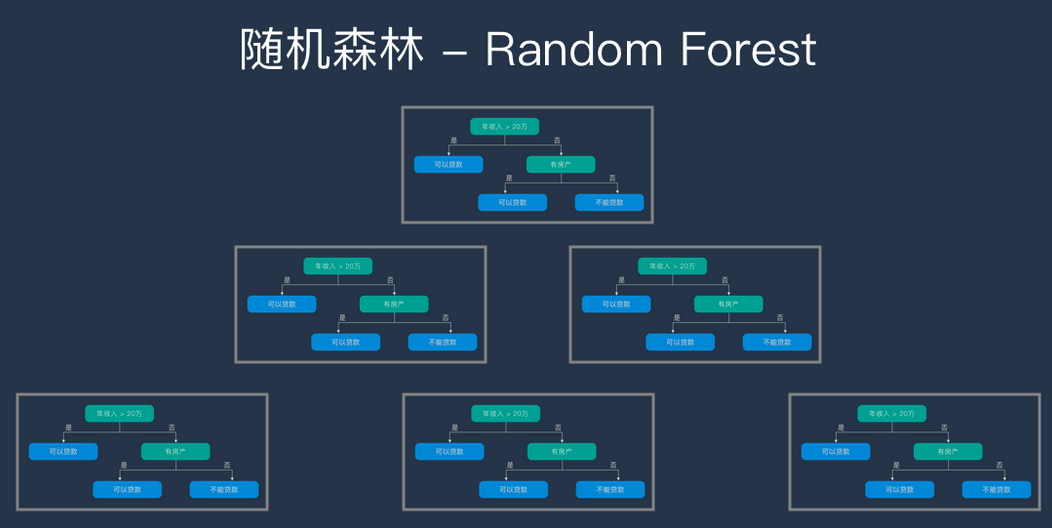 随机森林 – Random Forest
年收入 > 20万
是 否
可以贷款 有房产
是 否
可以贷款 不能贷款
年收入 > 20万
是 否
可以贷款 有房产
是 否
可以贷款 不能贷款
年收入 > 20万
是 否
可以贷款 有房产
是 否
可以贷款 不能贷款
年收入 > 20万
是 否
可以贷款 有房产
是 否
可以贷款 不能贷款
年收入 > 20万
是 否
可以贷款 有房产
是 否
可以贷款 不能贷款
年收入 > 20万
是 否
可以贷款 有房产
是 否
可以贷款 不能贷款